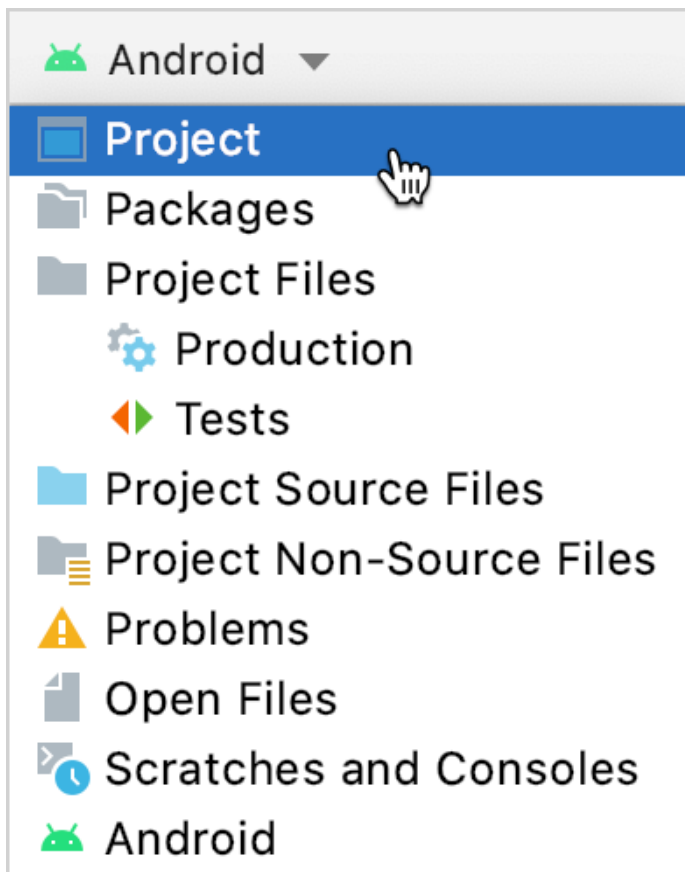 Android
Project
Packages
Project Files
Production
Tests
Project Source Files
Project Non-Source Files
Problems
Open Files
Scratches and Consoles
Android